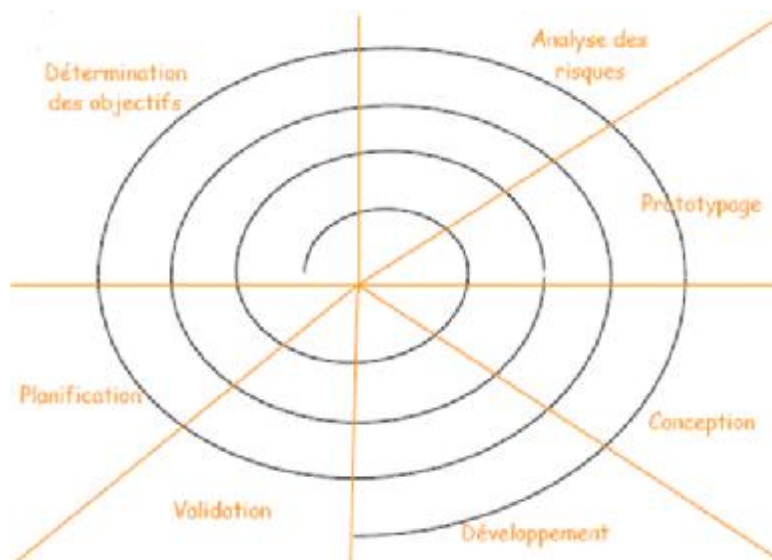 Analyse des
risques
Détermination
des objectifs
Prototypage
Planification
Conception
Validation
Développement